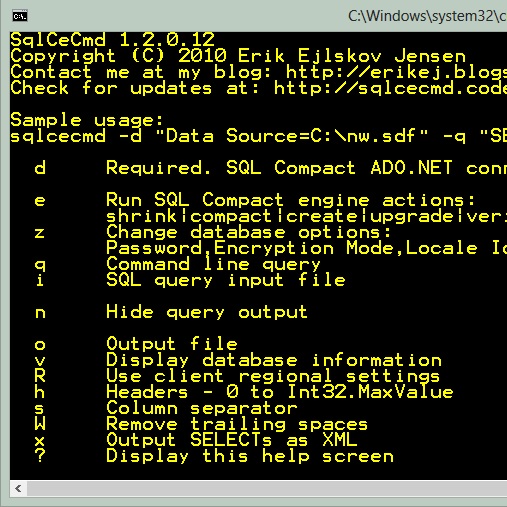 C:\Windows\system32\c
SqlCeCmd 1.2.0.12
Copyright (C) 2010 Erik Ejlskov Jensen
Contact me at my blog: http://erikej.blogs
Check for updates at: http://sqlcecmd.code
Sample usage:
sqlcecmd -d "Data Source=C:\nw.sdf" -q "SE
d Required. SQL Compact ADO.NET conn
e Run SQL Compact engine actions:
shrink|compact|create|upgrade|veri
z Change database options:
Password,Encryption Mode,Locale Id
q Command line query
i SQL query input file
n Hide query output
o Output file
v Display database information
R Use client regional settings
h Headers - 0 to Int32.MaxValue
s Column separator
W Remove trailing spaces
x Output SELECTs as XML
? Display this help screen